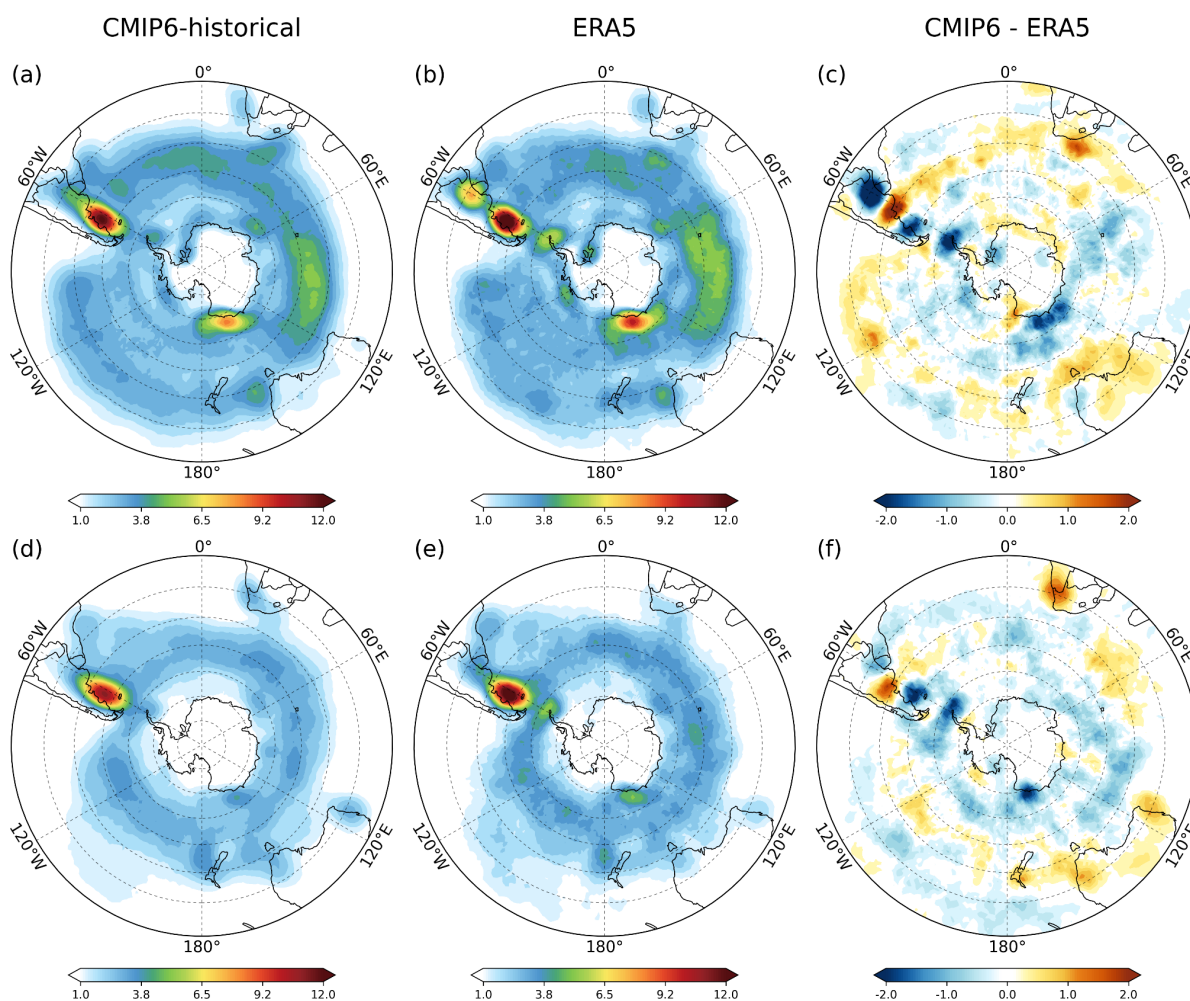 CMIP6-historical ERA5 CMIP6 - ERA5
(a) (b) (c)
0° 0° 0°
60°W 60°E 60°W 60°E 60°W 60°E
120°W 120°E 120°W 120°E 120°W 120°E
180° 180° 180°
1.0 3.8 6.5 9.2 12.0 1.0 3.8 6.5 9.2 12.0 -2.0 -1.0 0.0 1.0 2.0
(d) (e) (f)
0° 0° 0°
60°W 60°E 60°W 60°E 60°W 60°E
120°W 120°E 120°W 120°E 120°W 120°E
180° 180° 180°
1.0 3.8 6.5 9.2 12.0 1.0 3.8 6.5 9.2 12.0 -2.0 -1.0 0.0 1.0 2.0